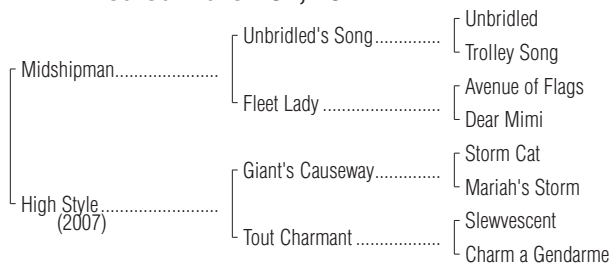 Unbridled
Unbridled's Song
Trolley Song
Midshipman
Avenue of Flags
Fleet Lady
Dear Mimi
Storm Cat
Giant's Causeway
Mariah's Storm
High Style
(2007)
Slewvescent
Tout Charmant
Charm a Gendarme